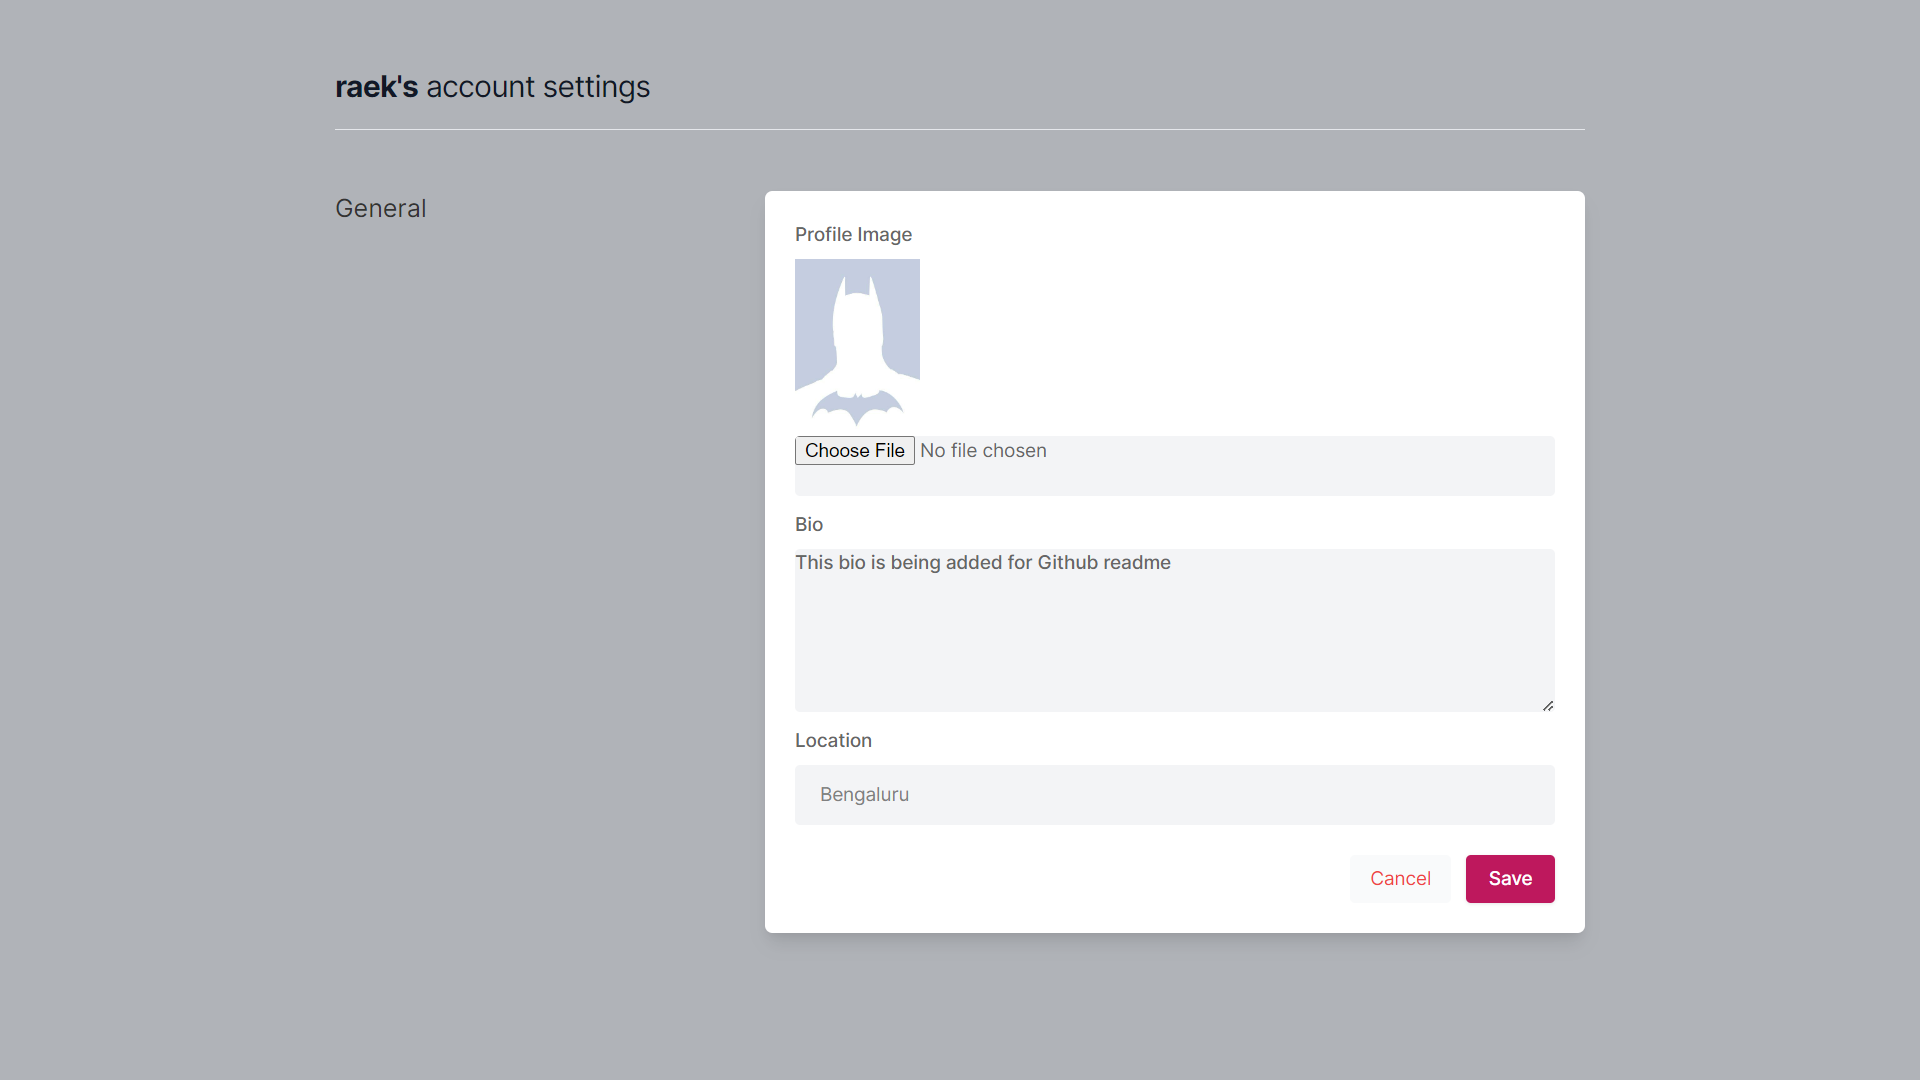 raek's account settings
General
Profile Image
Choose File No file chosen
Bio
This bio is being added for Github readme
Location
Bengaluru
Cancel Save